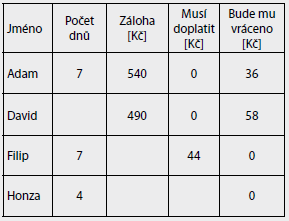 Jméno Počet dnů Záloha [Kč] Musí doplatit [Kč] Bude mu vráceno [Kč]
Adam 7 540 0 36
David 490 0 58
Filip 7 44 0
Honza 4 0